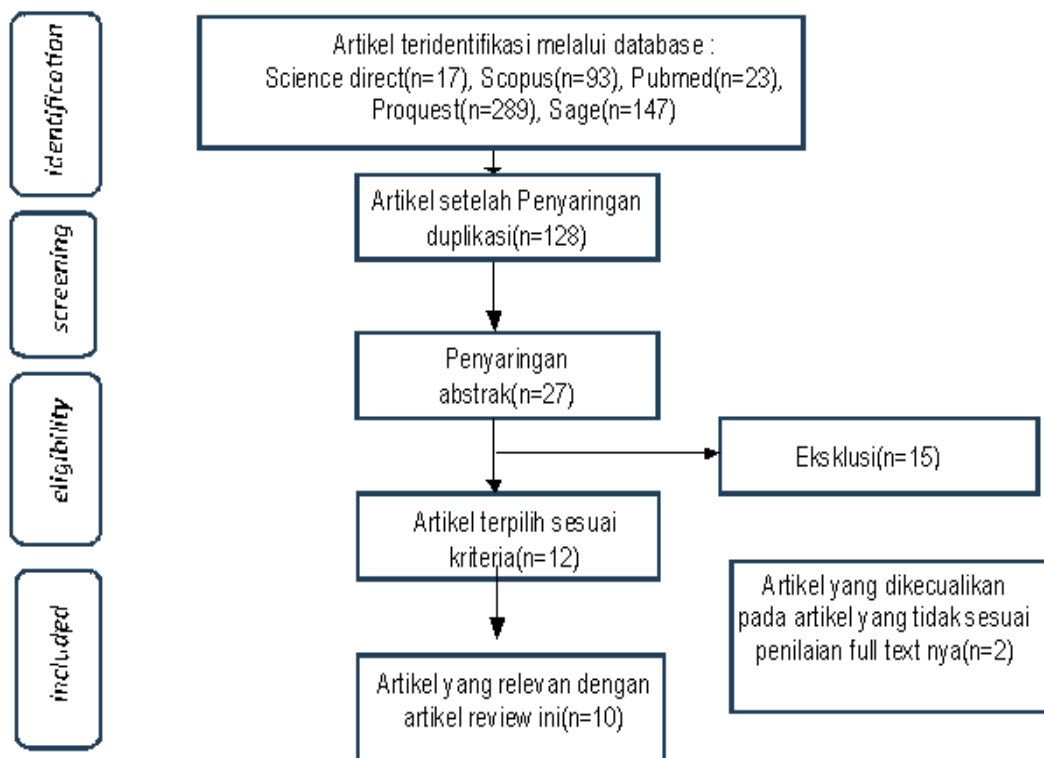 identification
Artikel teridentifikasi melalui database :
Science direct(n=17), Scopus(n=93), Pubmed(n=23),
Proquest(n=289), Sage(n=147)
Artikel setelah Penyaringan
duplikasi(n=128)
screening
Penyaringan
abstrak(n=27)
eligibility
Eksklusi(n=15)
Artikel terpilih sesuai
kriteria(n=12)
Artikel yang dikecualikan
pada artikel yang tidak sesuai
penilaian full text nya(n=2)
included
Artikel yang relevan dengan
artikel review ini(n=10)